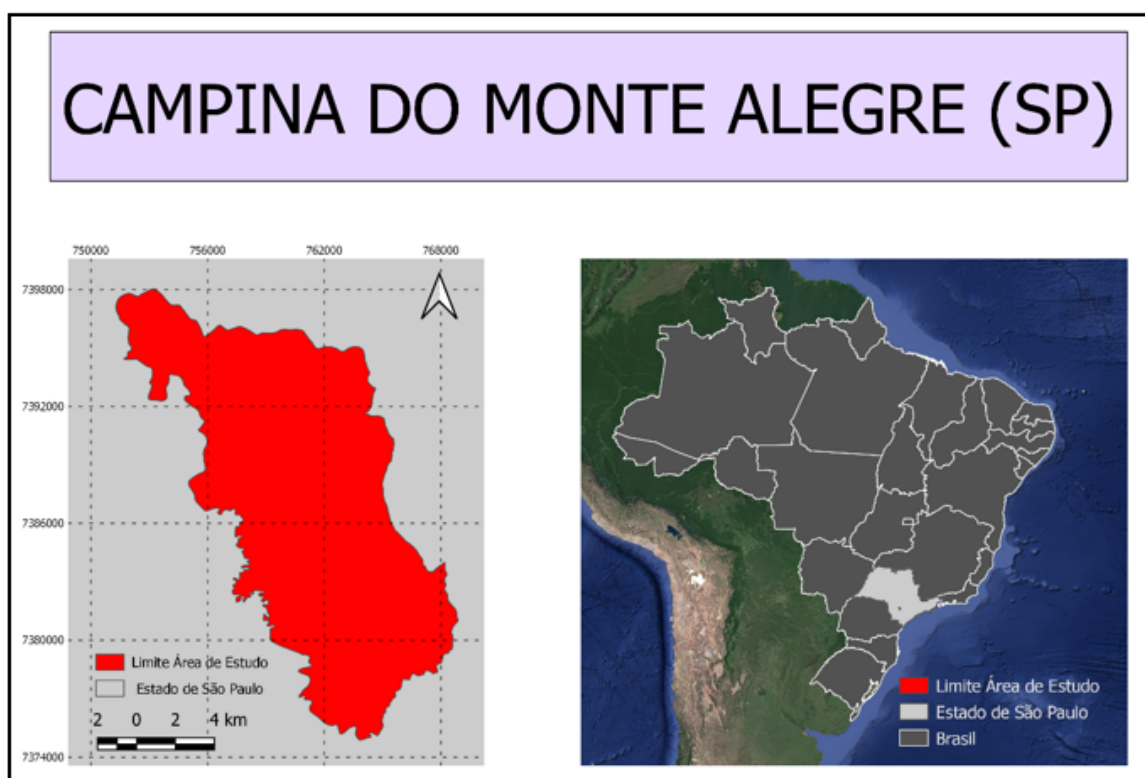 CAMPINA DO MONTE ALEGRE (SP)
750000 756000 762000 768000
7398000
7392000
7386000
7380000
7374000
Limite Área de Estudo
Estado de São Paulo
2 0 2 4 km
Limite Área de Estudo
Estado de São Paulo
Brasil